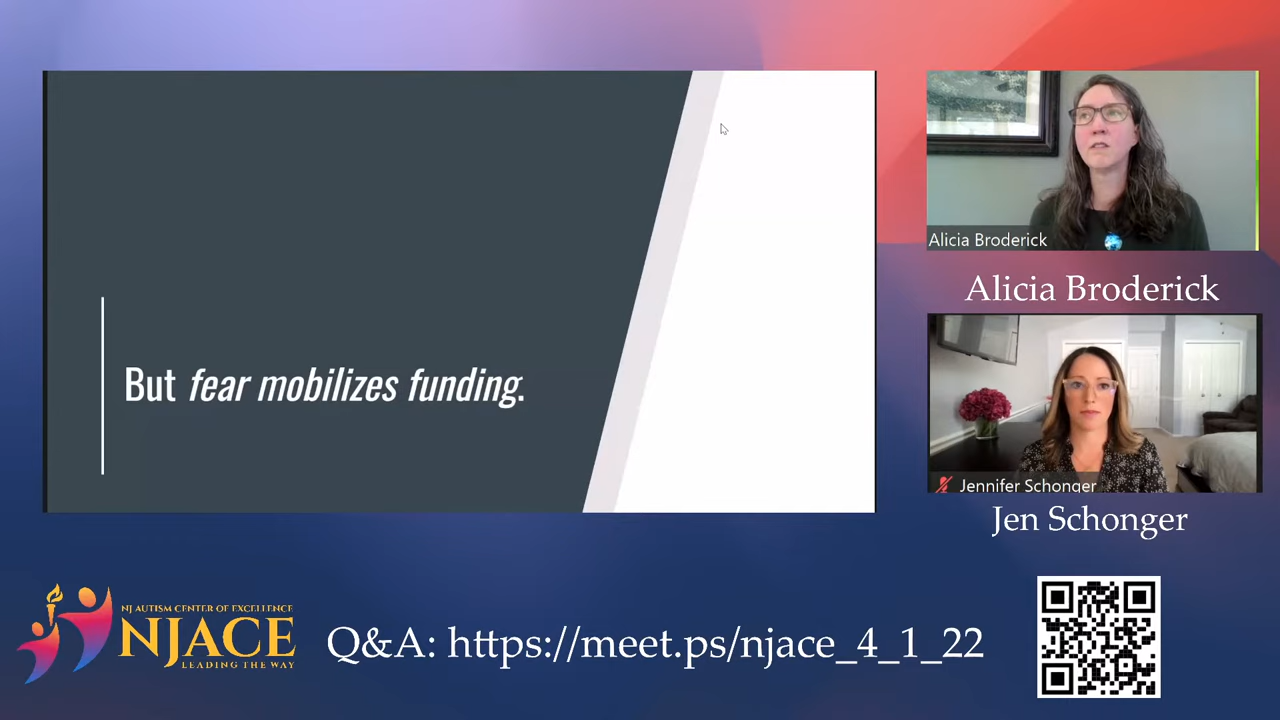 But fear mobilizes funding.
Alicia Broderick
Alicia Broderick
Jennifer Schonger
Jen Schonger
NJ AUTISM CENTER OF EXCELLENCE
NJACE
LEADING THE WAY
Q&A: https://meet.ps/njace_4_1_22